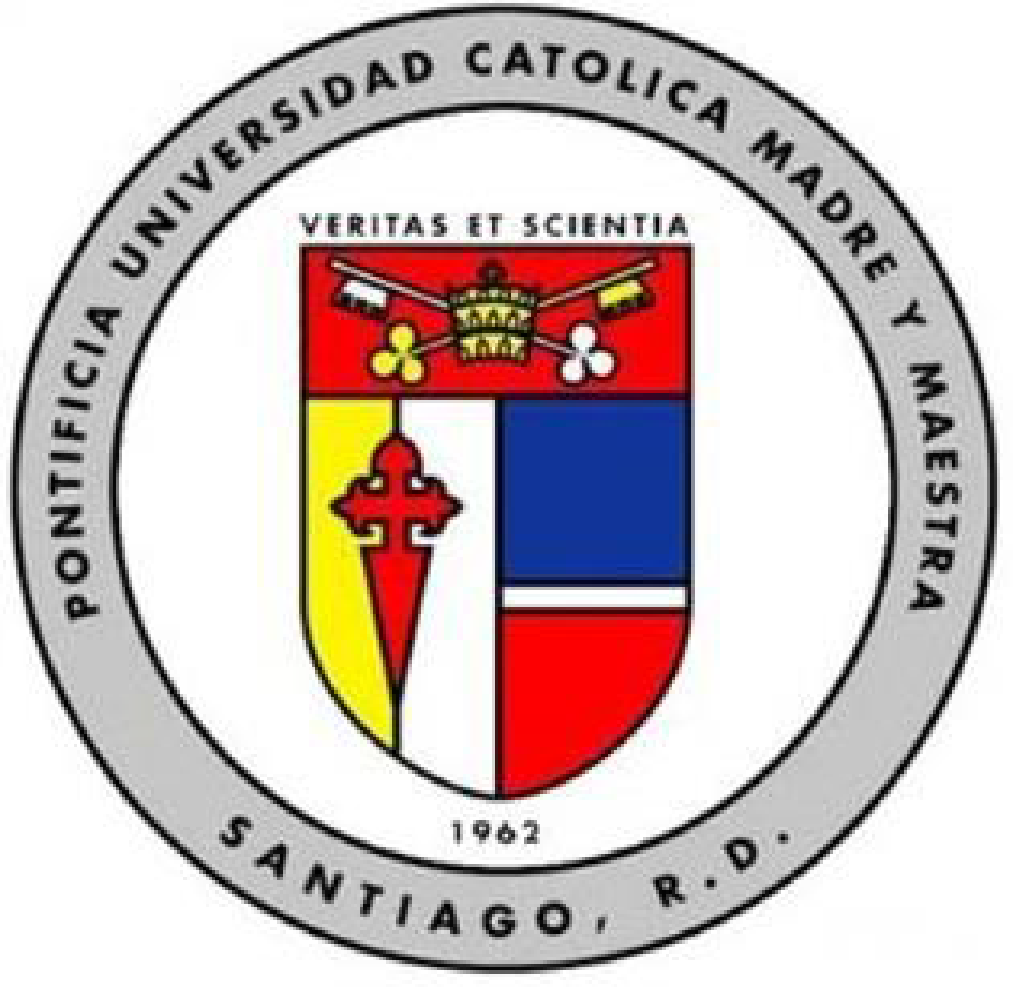 PONTIFICIA UNIVERSIDAD CATOLICA MADRE Y MAESTRA
VERITAS ET SCIENTIA
1962
SANTIAGO, R.D.